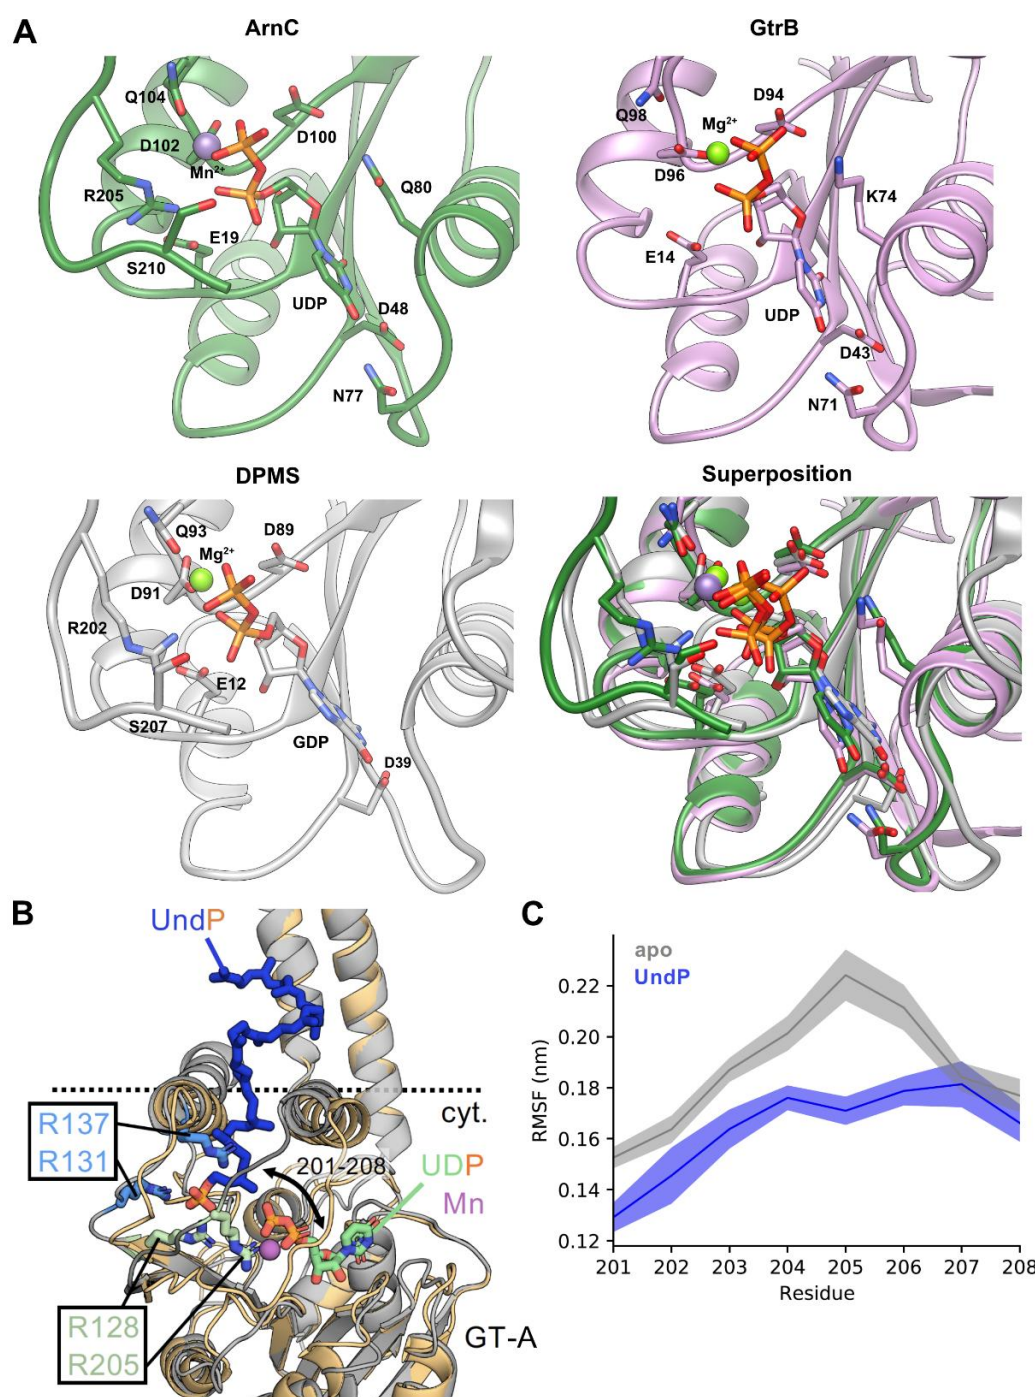 A
ArnC
GtrB
Q104
D100
D102
Mn²⁺
R205
Q80
E19
S210
UDP
D48
N77
Q98
D94
Mg²⁺
D96
K74
E14
UDP
D43
N71
DPMS
Superposition
Q93
D89
Mg²⁺
D91
R202
E12
S207
GDP
D39
B
UndP
cyt.
R137
R131
201-208
UDP
Mn
R128
R205
GT-A
C
apo
UndP
RMSF (nm)
0.22
0.20
0.18
0.16
0.14
0.12
201 202 203 204 205 206 207 208
Residue